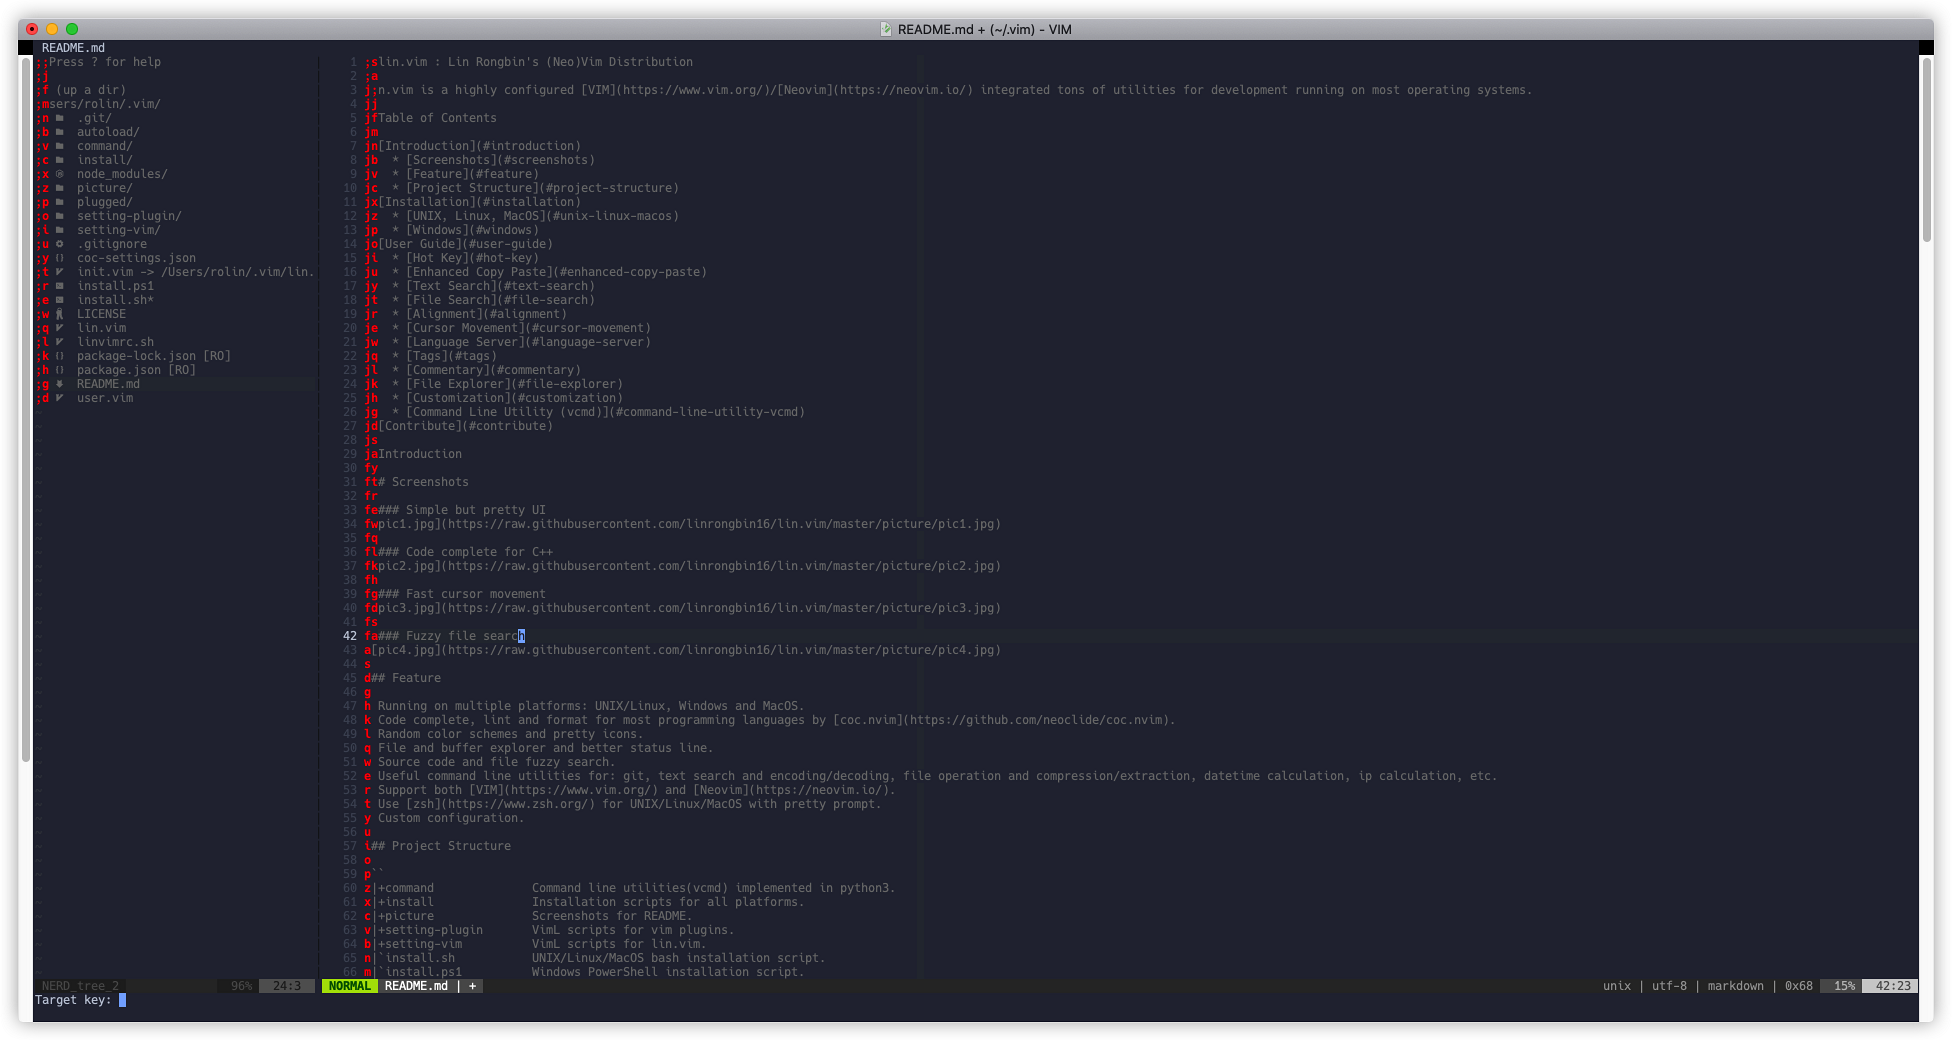 README.md + (~/.vim) - VIM
README.md
;;Press ? for help
;j
;f (up a dir)
;msers/rolin/.vim/
;n .git/
;b autoload/
;v command/
;c install/
;x node_modules/
;z picture/
;p plugged/
;o setting-plugin/
;i setting-vim/
;u .gitignore
;y coc-settings.json
;t init.vim -> /Users/rolin/.vim/lin.
;r install.ps1
;e install.sh*
;w LICENSE
;q lin.vim
;l linvimrc.sh
;k package-lock.json [RO]
;h package.json [RO]
;g README.md
;d user.vim
1 ;slin.vim : Lin Rongbin's (Neo)Vim Distribution
2 ;a
3 j;n.vim is a highly configured [VIM](https://www.vim.org/)/[Neovim](https://neovim.io/) integrated tons of utilities for development running on most operating systems.
4 jj
5 jfTable of Contents
6 jm
7 jn[Introduction](#introduction)
8 jb  * [Screenshots](#screenshots)
9 jv  * [Feature](#feature)
10 jc  * [Project Structure](#project-structure)
11 jx[Installation](#installation)
12 jz  * [UNIX, Linux, MacOS](#unix-linux-macos)
13 jp  * [Windows](#windows)
14 jo[User Guide](#user-guide)
15 ji  * [Hot Key](#hot-key)
16 ju  * [Enhanced Copy Paste](#enhanced-copy-paste)
17 jy  * [Text Search](#text-search)
18 jt  * [File Search](#file-search)
19 jr  * [Alignment](#alignment)
20 je  * [Cursor Movement](#cursor-movement)
21 jw  * [Language Server](#language-server)
22 jq  * [Tags](#tags)
23 jl  * [Commentary](#commentary)
24 jk  * [File Explorer](#file-explorer)
25 jh  * [Customization](#customization)
26 jg  * [Command Line Utility (vcmd)](#command-line-utility-vcmd)
27 jd[Contribute](#contribute)
28 js
29 jaIntroduction
30 fy
31 ft# Screenshots
32 fr
33 fe### Simple but pretty UI
34 fwpic1.jpg](https://raw.githubusercontent.com/linrongbin16/lin.vim/master/picture/pic1.jpg)
35 fq
36 fl### Code complete for C++
37 fkpic2.jpg](https://raw.githubusercontent.com/linrongbin16/lin.vim/master/picture/pic2.jpg)
38 fh
39 fg### Fast cursor movement
40 fdpic3.jpg](https://raw.githubusercontent.com/linrongbin16/lin.vim/master/picture/pic3.jpg)
41 fs
42 fa### Fuzzy file search
43 a[pic4.jpg](https://raw.githubusercontent.com/linrongbin16/lin.vim/master/picture/pic4.jpg)
44 s
45 d## Feature
46 g
47 h Running on multiple platforms: UNIX/Linux, Windows and MacOS.
48 k Code complete, lint and format for most programming languages by [coc.nvim](https://github.com/neoclide/coc.nvim).
49 l Random color schemes and pretty icons.
50 q File and buffer explorer and better status line.
51 w Source code and file fuzzy search.
52 e Useful command line utilities for: git, text search and encoding/decoding, file operation and compression/extraction, datetime calculation, ip calculation, etc.
53 r Support both [VIM](https://www.vim.org/) and [Neovim](https://neovim.io/).
54 t Use [zsh](https://www.zsh.org/) for UNIX/Linux/MacOS with pretty prompt.
55 y Custom configuration.
56 u
57 i## Project Structure
58 o
59 p``
60 z|+command              Command line utilities(vcmd) implemented in python3.
61 x|+install              Installation scripts for all platforms.
62 c|+picture              Screenshots for README.
63 v|+setting-plugin       VimL scripts for vim plugins.
64 b|+setting-vim          VimL scripts for lin.vim.
65 n|`install.sh           UNIX/Linux/MacOS bash installation script.
66 m|`install.ps1          Windows PowerShell installation script.
NERD_tree_2 96% 24:3 NORMAL README.md | + unix | utf-8 | markdown | 0x68 15% 42:23
Target key: